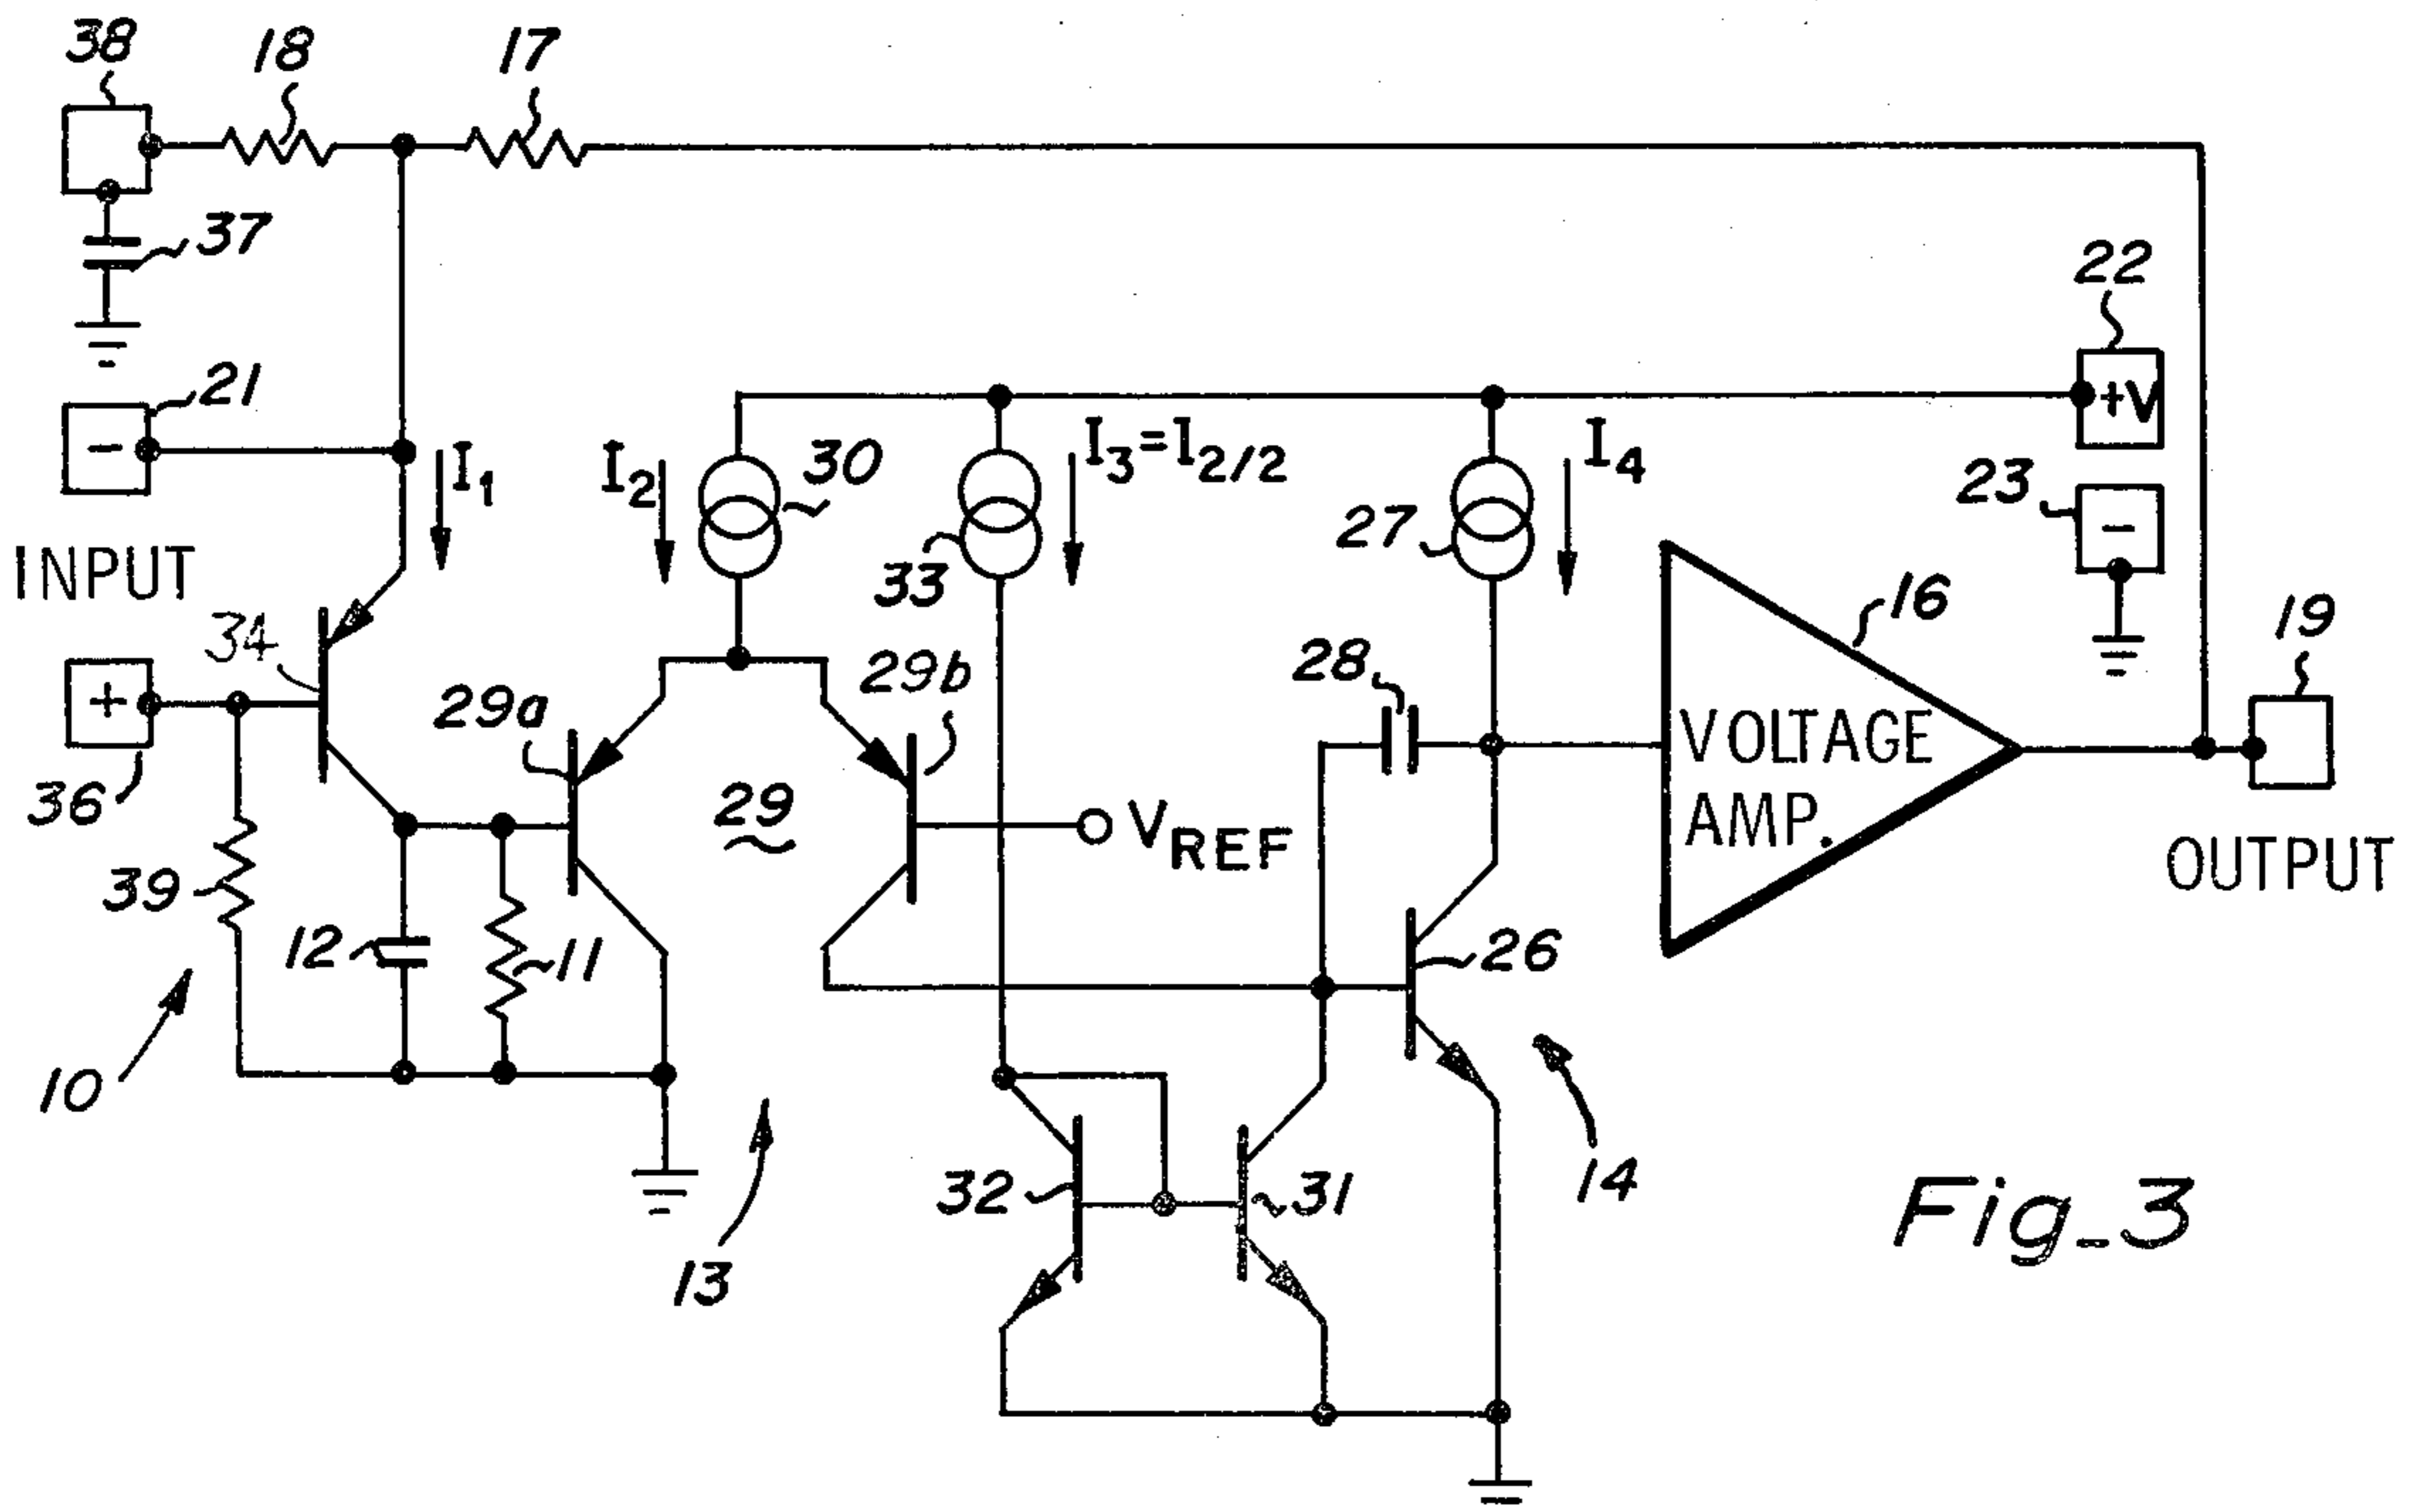 38
18
17
37
22
21
+V
−
I1
I2
30
I3=I2/2
I4
23
−
27
33
INPUT
16
19
34
28
29b
+
29a
VOLTAGE
AMP.
36
29
VREF
OUTPUT
39
12
11
26
10
14
32
31
13
Fig_3